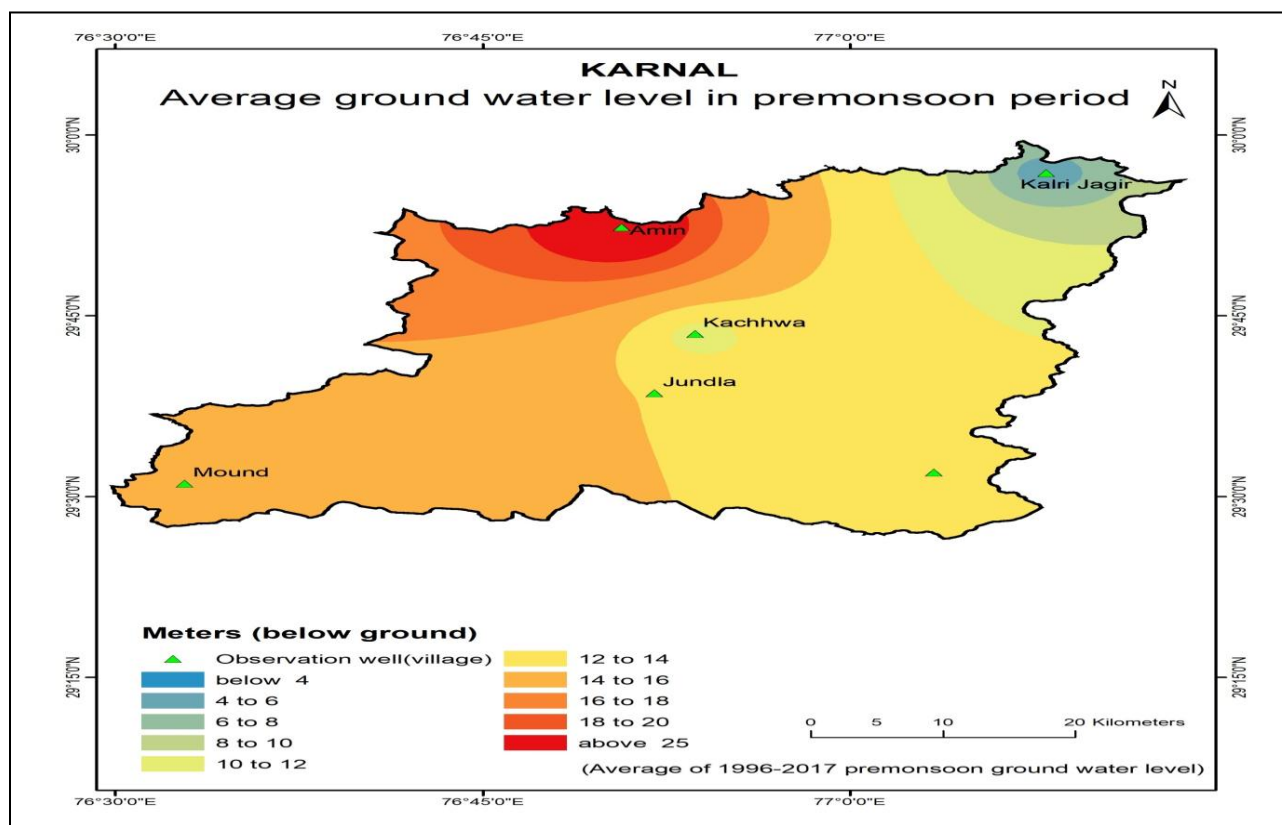 76°30'0"E 76°45'0"E 77°0'0"E
KARNAL
Average ground water level in premonsoon period
N
30°0'0"N 30°0'0"N
Kalri Jagir
Amin
29°45'0"N 29°45'0"N
Kachhwa
Jundla
Mound
29°30'0"N 29°30'0"N
Meters (below ground)
Observation well(village)
below 4
4 to 6
6 to 8
8 to 10
10 to 12
12 to 14
14 to 16
16 to 18
18 to 20
above 25
29°15'0"N 29°15'0"N
0 5 10 20 Kilometers
(Average of 1996-2017 premonsoon ground water level)
76°30'0"E 76°45'0"E 77°0'0"E